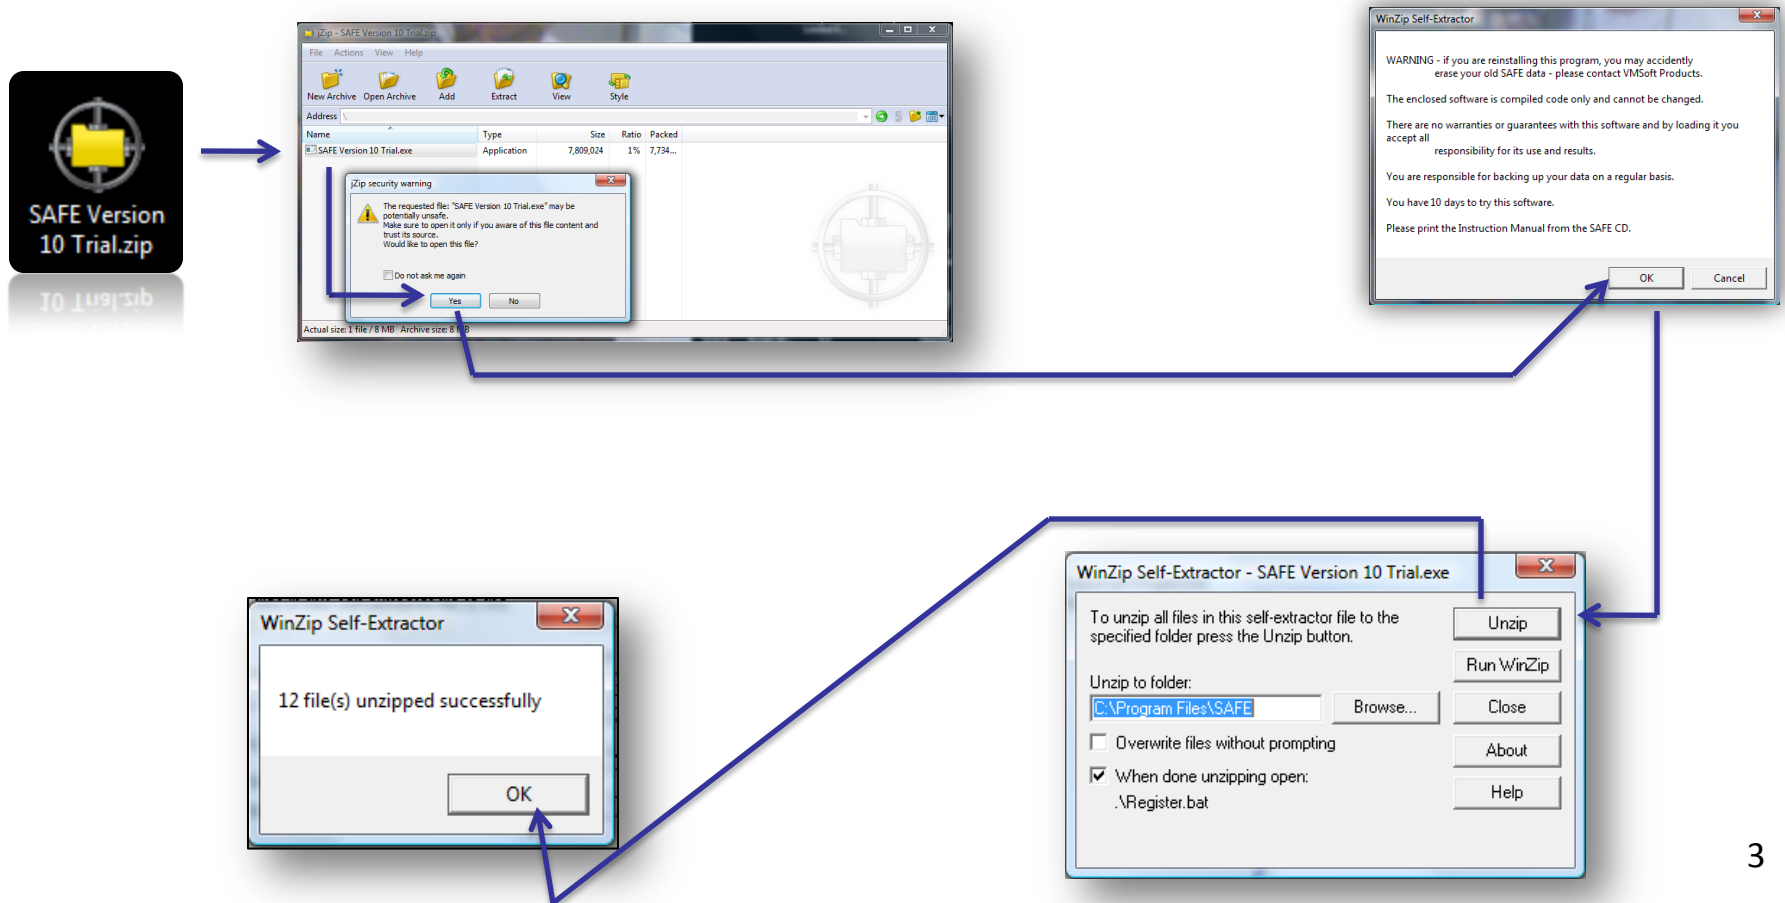 SAFE Version
10 Trial.zip
jZip - SAFE Version 10 Trial.zip
File Actions View Help
New Archive Open Archive Add Extract View Style
Address \
Name Type Size Ratio Packed
SAFE Version 10 Trial.exe Application 7,809,024 1% 7,734...
jZip security warning
The requested file: "SAFE Version 10 Trial.exe" may be
potentially unsafe.
Make sure to open it only if you aware of this file content and
trust its source.
Would like to open this file?
Do not ask me again
Yes No
Actual size: 1 file / 8 MB Archive size: 8 MB
WinZip Self-Extractor
WARNING - if you are reinstalling this program, you may accidently
erase your old SAFE data - please contact VMSoft Products.
The enclosed software is compiled code only and cannot be changed.
There are no warranties or guarantees with this software and by loading it you
accept all
responsibility for its use and results.
You are responsible for backing up your data on a regular basis.
You have 10 days to try this software.
Please print the Instruction Manual from the SAFE CD.
OK Cancel
WinZip Self-Extractor
12 file(s) unzipped successfully
OK
WinZip Self-Extractor - SAFE Version 10 Trial.exe
To unzip all files in this self-extractor file to the
specified folder press the Unzip button.
Unzip to folder:
C:\Program Files\SAFE
Browse...
Overwrite files without prompting
When done unzipping open:
.\Register.bat
Unzip
Run WinZip
Close
About
Help
3